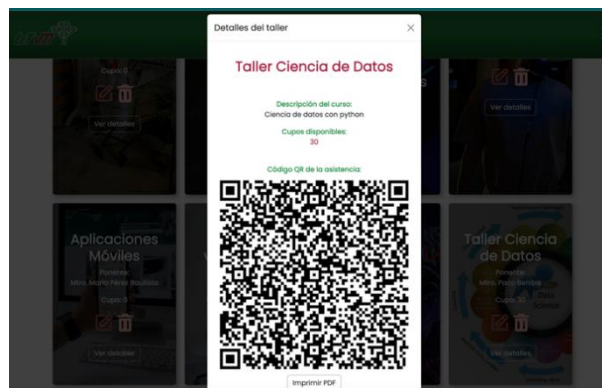 Detalles del taller
Taller Ciencia de Datos
Descripción del curso:
Ciencia de datos con python
Cupos disponibles:
30
Código QR de la asistencia:
Imprimir PDF
Cupo: 0
Ver detalles
Ver detalles
Aplicaciones
Móviles
Ponente:
Mtro. Mario Pérez Bautista
Cupo: 0
Ver detalles
Taller Ciencia
de Datos
Ponente:
Mtro. Paco
Cupo: 30
Ver detalles